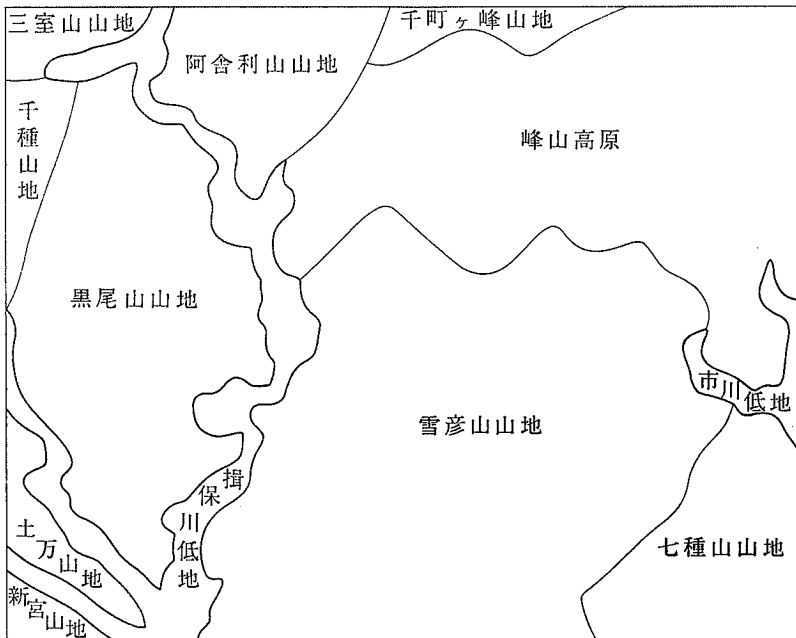 三室山山地
阿舎利山山地
千町ヶ峰山地
千種山地
峰山高原
黒尾山山地
市川低地
雪彦山山地
揖保川低地
七種山山地
土万山地
新宮山地